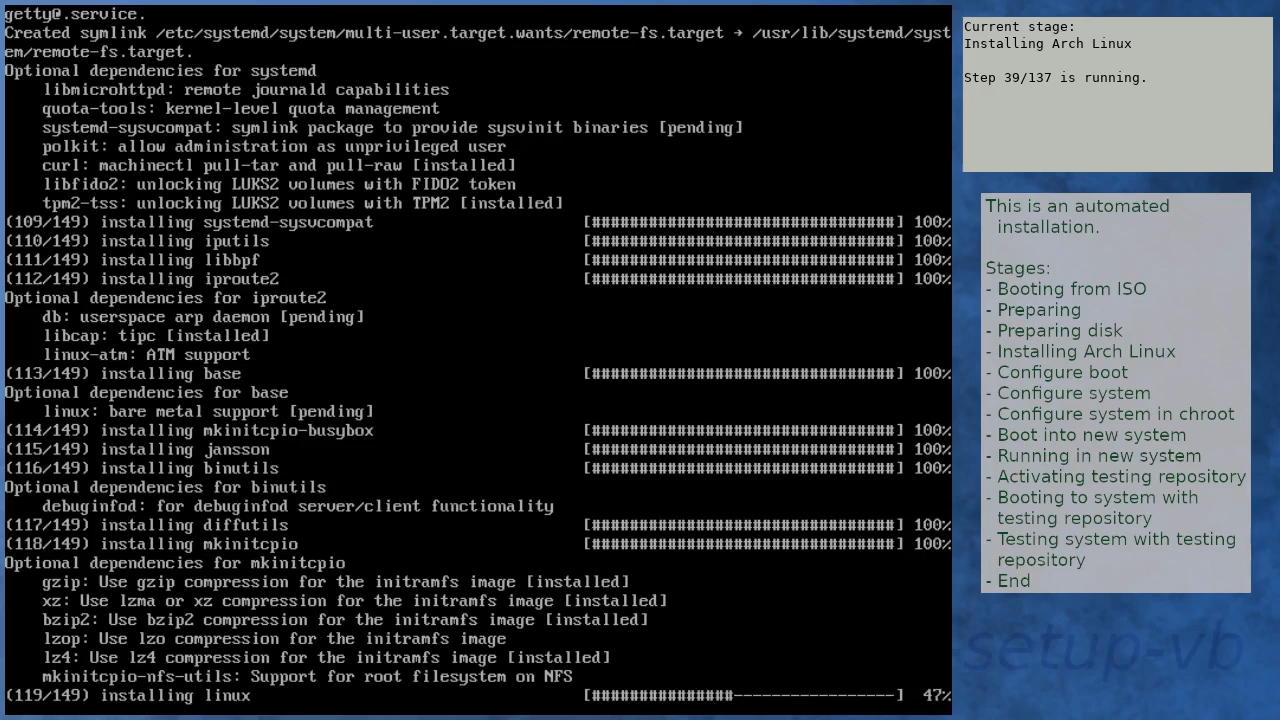 getty@.service.
Created symlink /etc/systemd/system/multi-user.target.wants/remote-fs.target → /usr/lib/systemd/syst
em/remote-fs.target.
Optional dependencies for systemd
    libmicrohttpd: remote journald capabilities
    quota-tools: kernel-level quota management
    systemd-sysvcompat: symlink package to provide sysvinit binaries [pending]
    polkit: allow administration as unprivileged user
    curl: machinectl pull-tar and pull-raw [installed]
    libfido2: unlocking LUKS2 volumes with FIDO2 token
    tpm2-tss: unlocking LUKS2 volumes with TPM2 [installed]
(109/149) installing systemd-sysvcompat [################################] 100%
(110/149) installing iputils [################################] 100%
(111/149) installing libbpf [################################] 100%
(112/149) installing iproute2 [################################] 100%
Optional dependencies for iproute2
    db: userspace arp daemon [pending]
    libcap: tipc [installed]
    linux-atm: ATM support
(113/149) installing base [################################] 100%
Optional dependencies for base
    linux: bare metal support [pending]
(114/149) installing mkinitcpio-busybox [################################] 100%
(115/149) installing jansson [################################] 100%
(116/149) installing binutils [################################] 100%
Optional dependencies for binutils
    debuginfod: for debuginfod server/client functionality
(117/149) installing diffutils [################################] 100%
(118/149) installing mkinitcpio [################################] 100%
Optional dependencies for mkinitcpio
    gzip: Use gzip compression for the initramfs image [installed]
    xz: Use lzma or xz compression for the initramfs image [installed]
    bzip2: Use bzip2 compression for the initramfs image [installed]
    lzop: Use lzo compression for the initramfs image
    lz4: Use lz4 compression for the initramfs image [installed]
    mkinitcpio-nfs-utils: Support for root filesystem on NFS
(119/149) installing linux [###############-----------------] 47%
Current stage:
Installing Arch Linux
Step 39/137 is running.
This is an automated
installation.
Stages:
- Booting from ISO
- Preparing
- Preparing disk
- Installing Arch Linux
- Configure boot
- Configure system
- Configure system in chroot
- Boot into new system
- Running in new system
- Activating testing repository
- Booting to system with
testing repository
- Testing system with testing
repository
- End
setup-vb